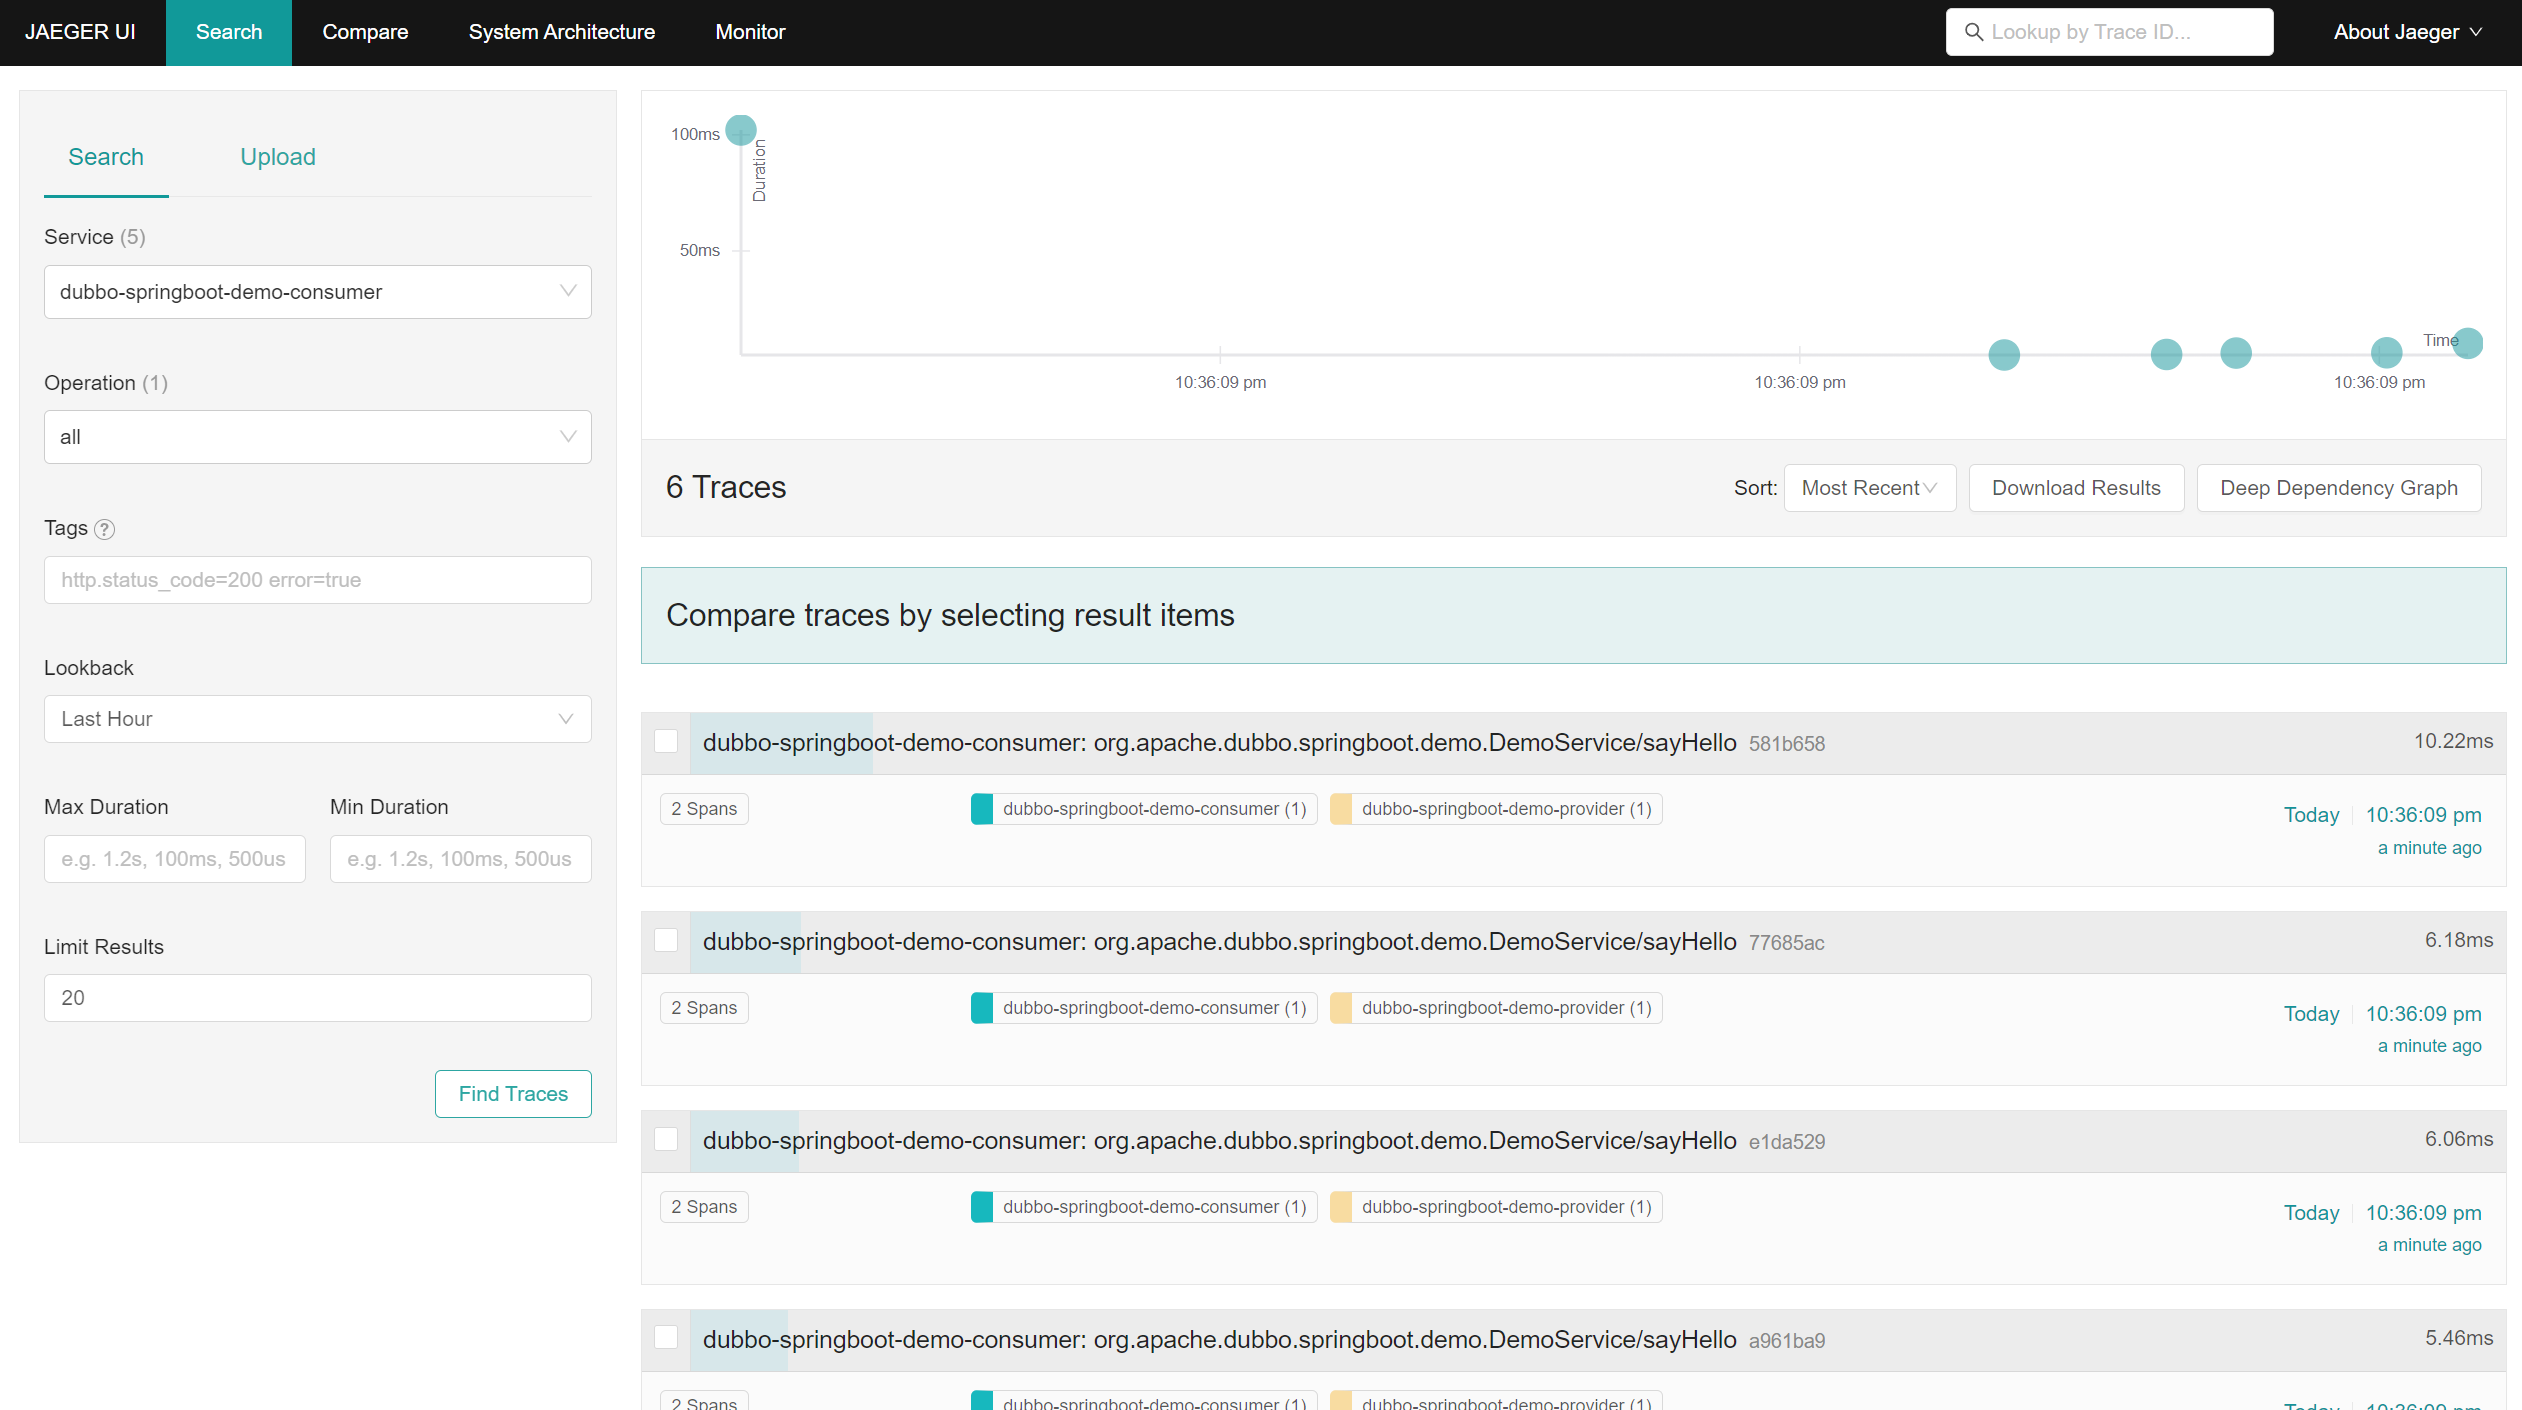 JAEGER UI Search Compare System Architecture Monitor Lookup by Trace ID... About Jaeger
Search Upload
Service (5)
dubbo-springboot-demo-consumer
Operation (1)
all
Tags ?
http.status_code=200 error=true
Lookback
Last Hour
Max Duration Min Duration
e.g. 1.2s, 100ms, 500us e.g. 1.2s, 100ms, 500us
Limit Results
20
Find Traces
100ms
Duration
50ms
Time
10:36:09 pm 10:36:09 pm 10:36:09 pm
6 Traces Sort: Most Recent Download Results Deep Dependency Graph
Compare traces by selecting result items
dubbo-springboot-demo-consumer: org.apache.dubbo.springboot.demo.DemoService/sayHello 581b658 10.22ms
2 Spans dubbo-springboot-demo-consumer (1) dubbo-springboot-demo-provider (1) Today 10:36:09 pm
a minute ago
dubbo-springboot-demo-consumer: org.apache.dubbo.springboot.demo.DemoService/sayHello 77685ac 6.18ms
2 Spans dubbo-springboot-demo-consumer (1) dubbo-springboot-demo-provider (1) Today 10:36:09 pm
a minute ago
dubbo-springboot-demo-consumer: org.apache.dubbo.springboot.demo.DemoService/sayHello e1da529 6.06ms
2 Spans dubbo-springboot-demo-consumer (1) dubbo-springboot-demo-provider (1) Today 10:36:09 pm
a minute ago
dubbo-springboot-demo-consumer: org.apache.dubbo.springboot.demo.DemoService/sayHello a961ba9 5.46ms
2 Spans dubbo-springboot-demo-consumer (1) dubbo-springboot-demo-provider (1) Today 10:36:09 pm